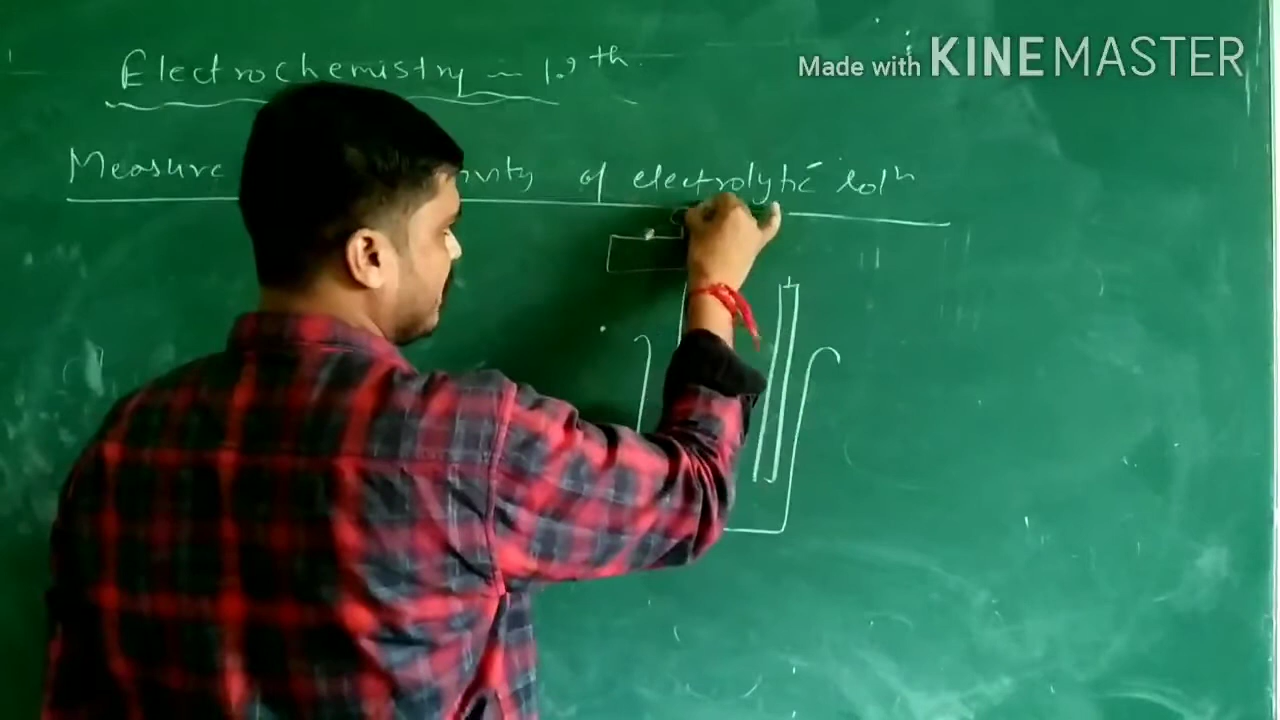 Made with KINEMASTER
Electrochemistry – 12th
Measure of electrolytic solⁿ